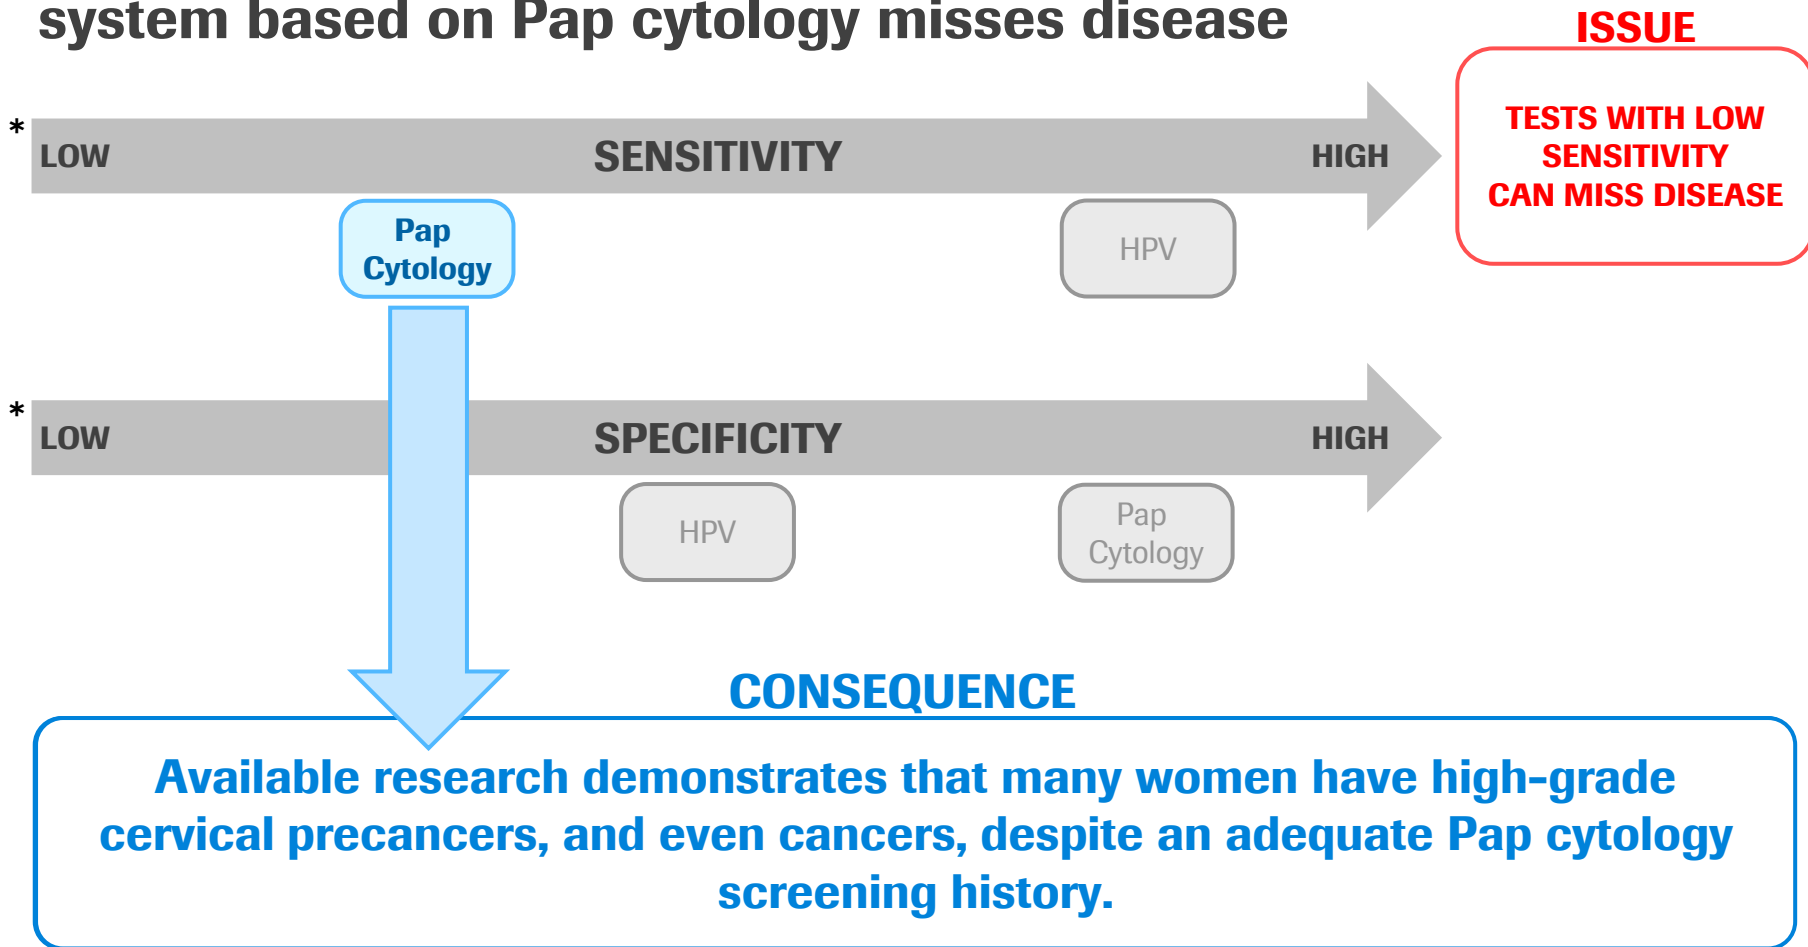 system based on Pap cytology misses disease
ISSUE
TESTS WITH LOW
SENSITIVITY
CAN MISS DISEASE
*
LOW SENSITIVITY HIGH
Pap
Cytology
HPV
*
LOW SPECIFICITY HIGH
HPV
Pap
Cytology
CONSEQUENCE
Available research demonstrates that many women have high-grade
cervical precancers, and even cancers, despite an adequate Pap cytology
screening history.